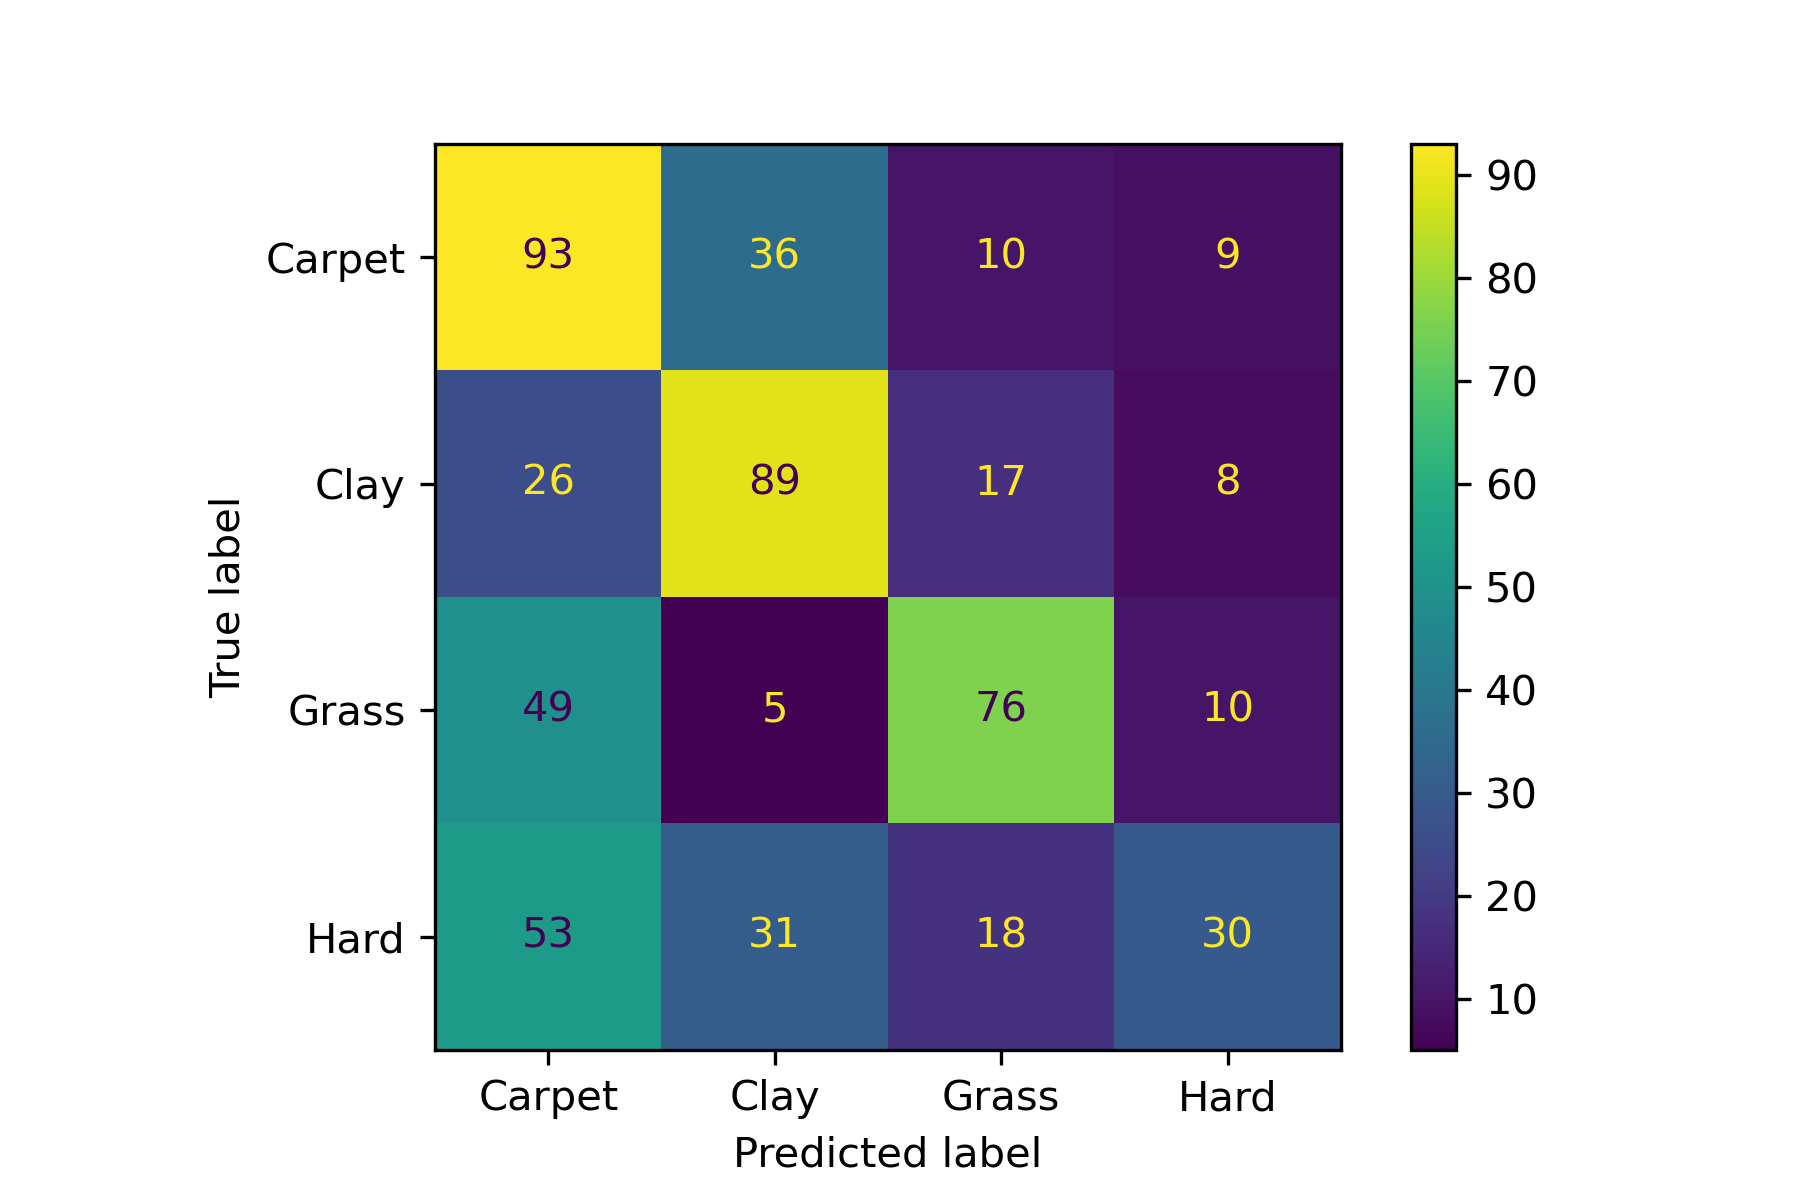 Carpet 93 36 10 9
Clay 26 89 17 8
Grass 49 5 76 10
Hard 53 31 18 30
Carpet Clay Grass Hard
Predicted label
True label
90
80
70
60
50
40
30
20
10